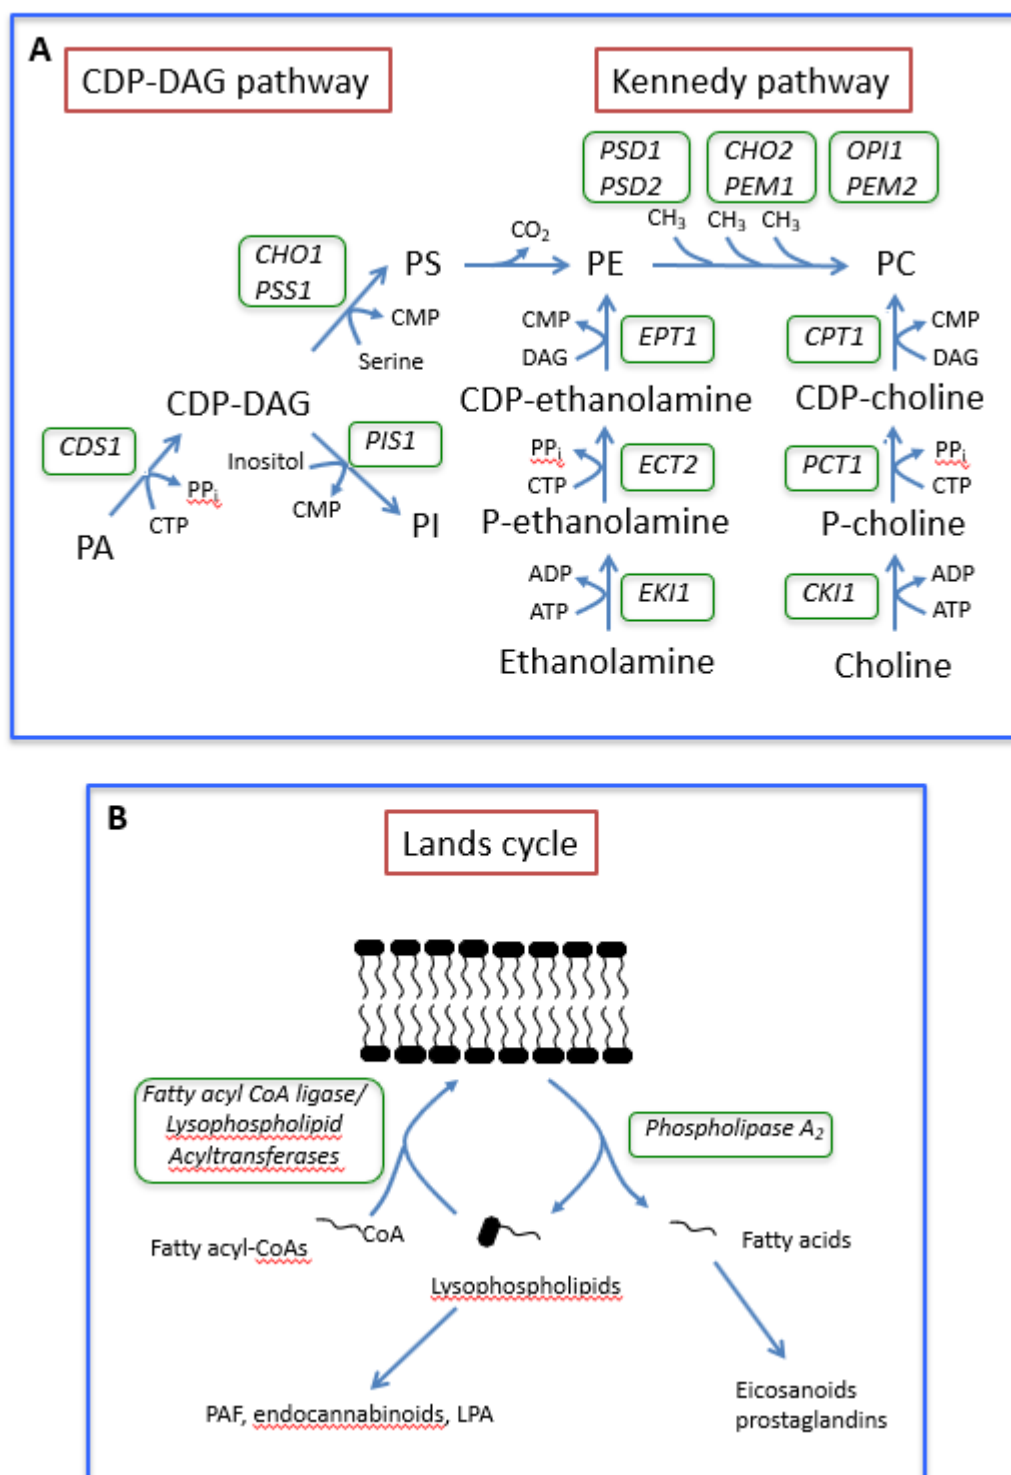 A
CDP-DAG pathway
Kennedy pathway
PSD1
PSD2
CHO2
PEM1
OPI1
PEM2
CH3
CH3
CH3
CO2
CHO1
PSS1
PS
PE
PC
CMP
Serine
CMP
DAG
EPT1
CPT1
CMP
DAG
CDP-DAG
CDP-ethanolamine
CDP-choline
CDS1
PPi
CTP
Inositol
CMP
PIS1
PPi
CTP
ECT2
PCT1
PPi
CTP
PA
PI
P-ethanolamine
P-choline
ADP
ATP
EKI1
CKI1
ADP
ATP
Ethanolamine
Choline
B
Lands cycle
Fatty acyl CoA ligase/
Lysophospholipid
Acyltransferases
Phospholipase A2
Fatty acyl-CoAs
CoA
Fatty acids
Lysophospholipids
PAF, endocannabinoids, LPA
Eicosanoids
prostaglandins